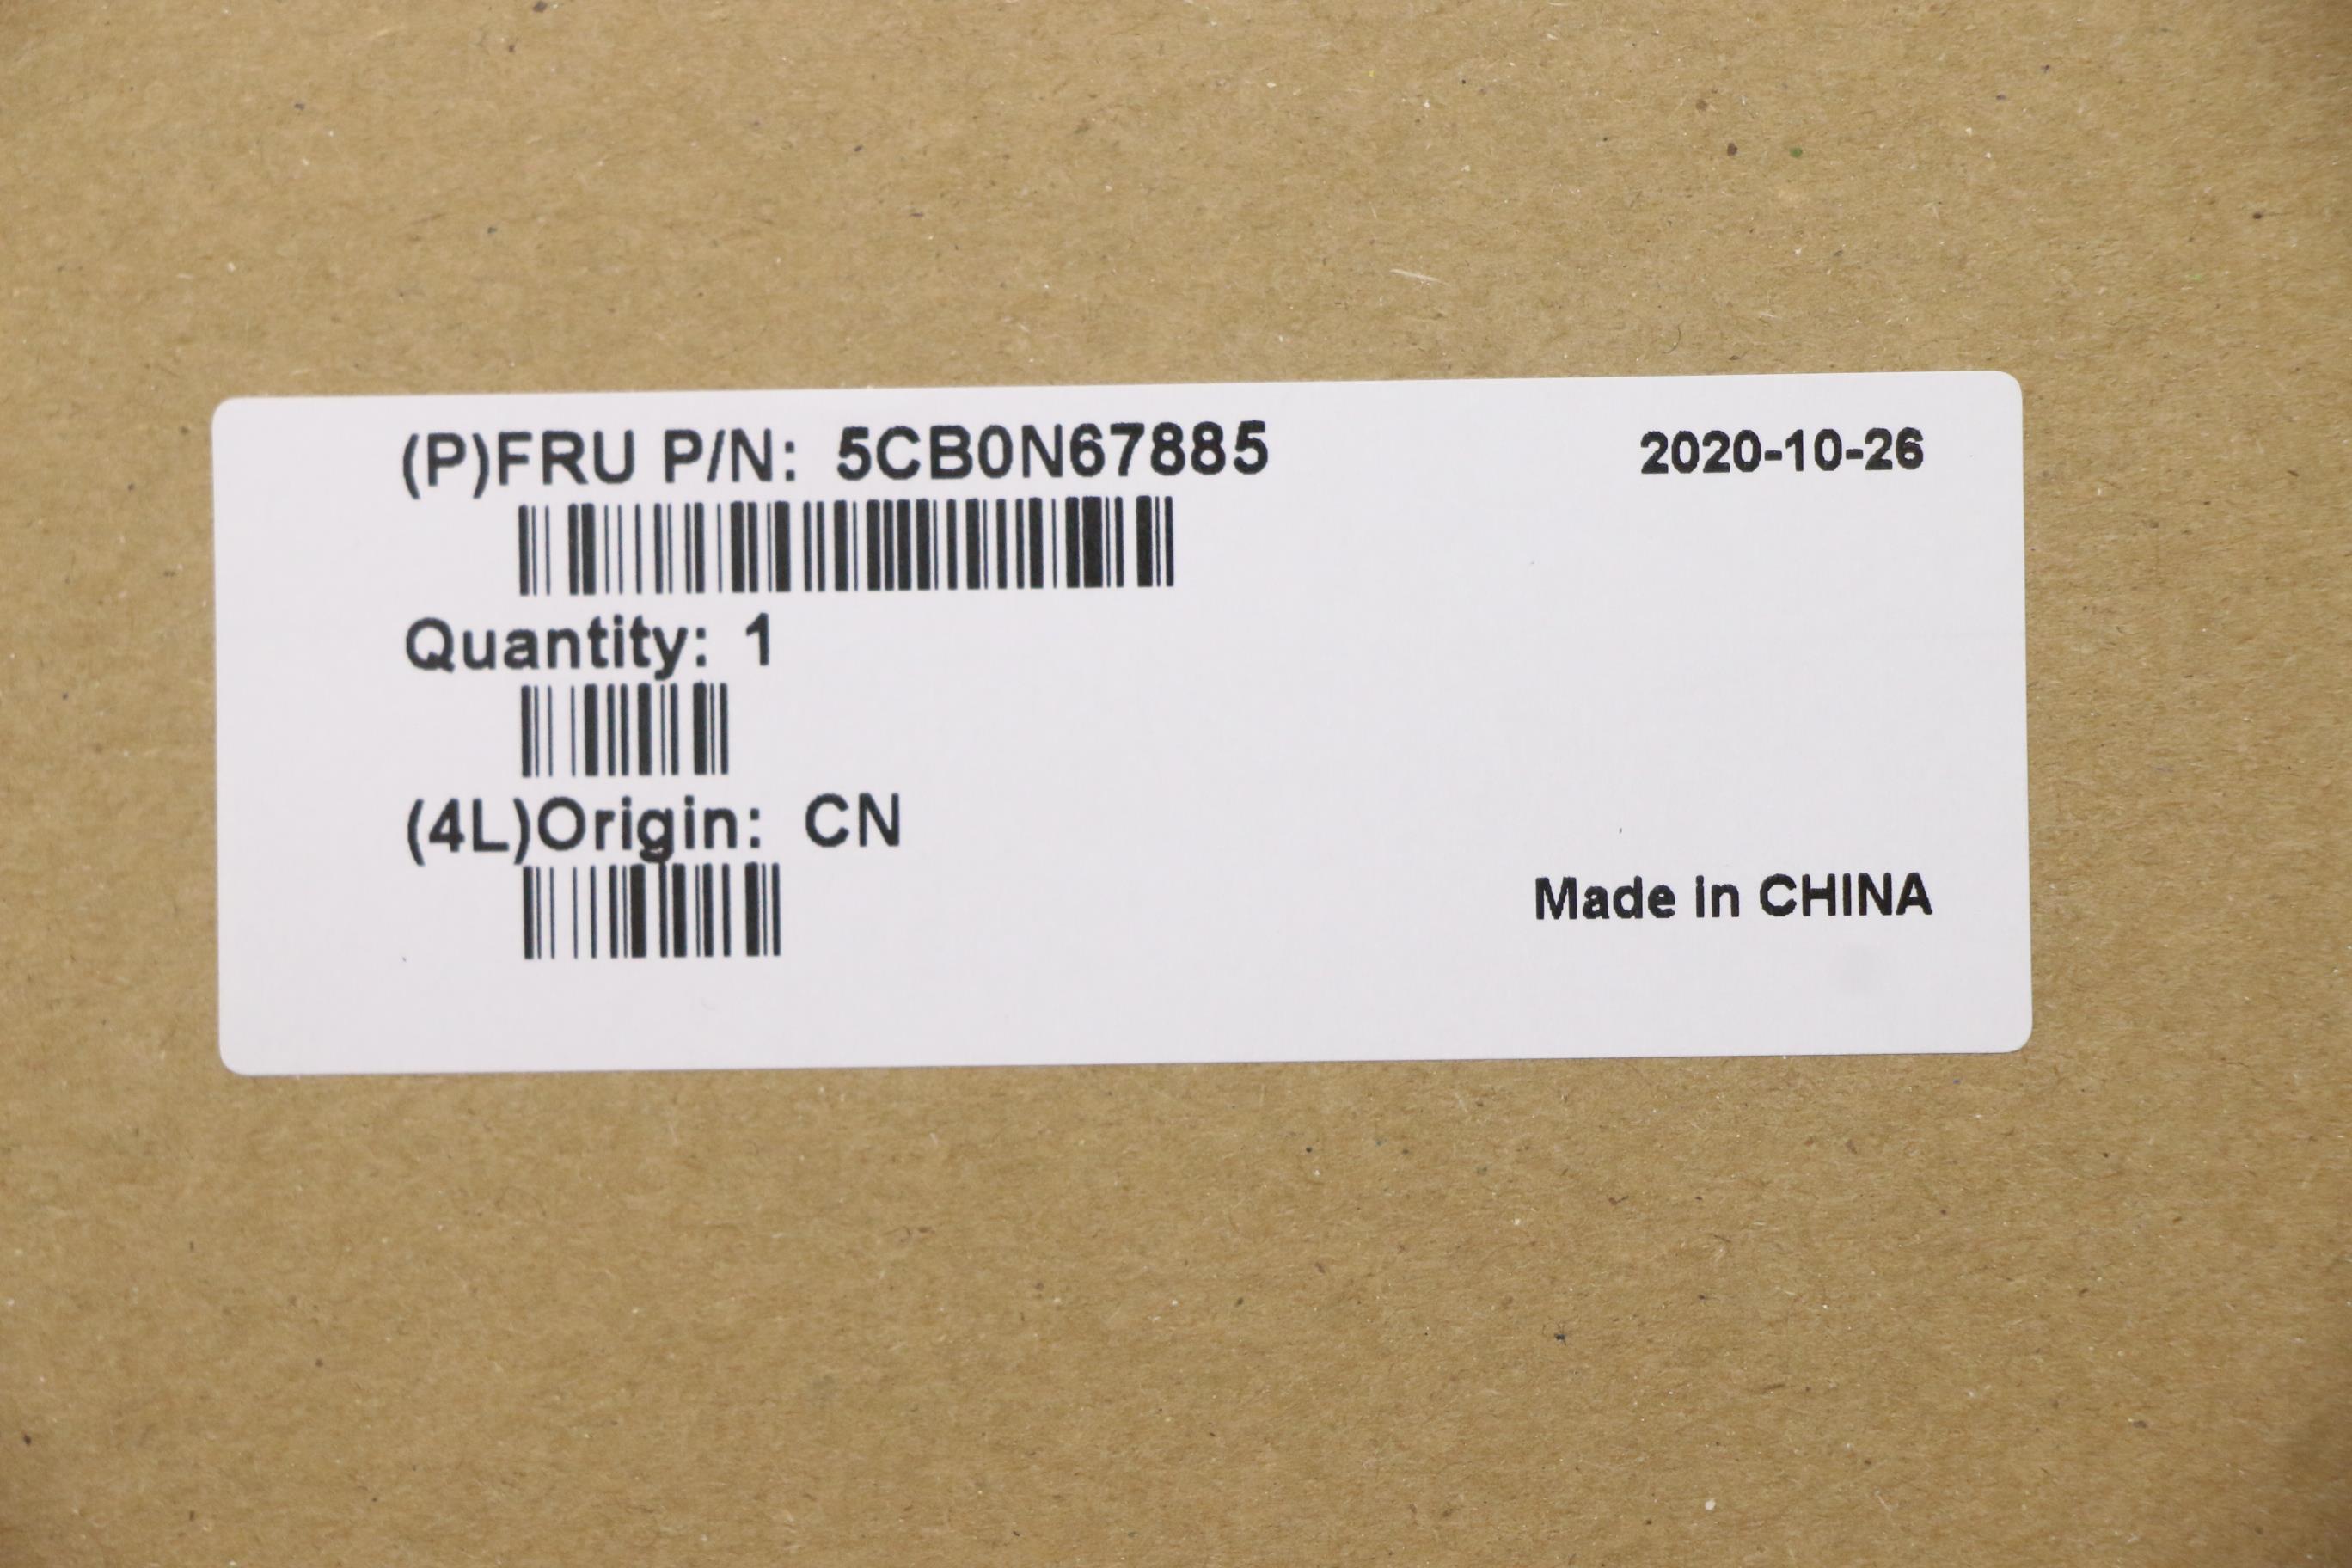 (P)FRU P/N: 5CB0N67885
2020-10-26
Quantity: 1
(4L)Origin: CN
Made in CHINA